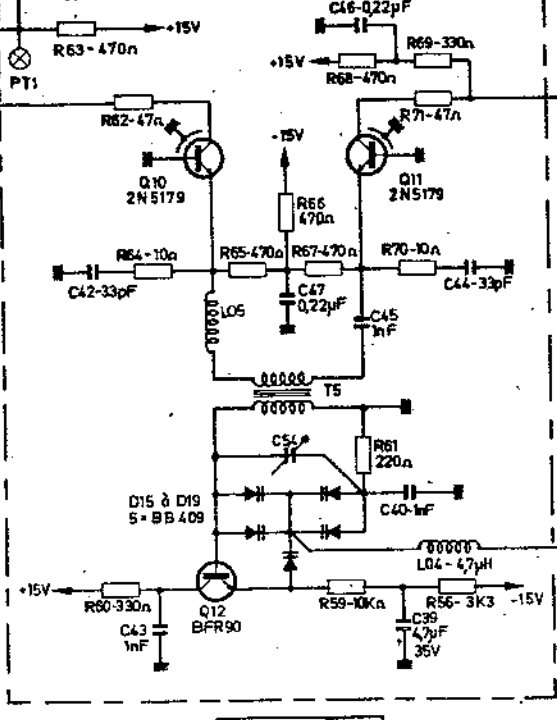 C46-0,22µF
+15V
R63-470Ω
PT1
R69-330Ω
+15V
R68-470Ω
R62-47Ω
R71-47Ω
-15V
Q10
2N5179
Q11
2N5179
R66
470Ω
R64-10Ω
R65-470Ω
R67-470Ω
R70-10Ω
C42-33pF
C47
0,22µF
C44-33pF
L05
C45
1nF
T5
C54*
R61
220Ω
D15 à D19
5=BB409
C40-1nF
L04-4,7µH
+15V
R60-330Ω
Q12
BFR90
R59-10KΩ
R56-3K3
-15V
C43
1nF
C39
4,7µF
35V
+